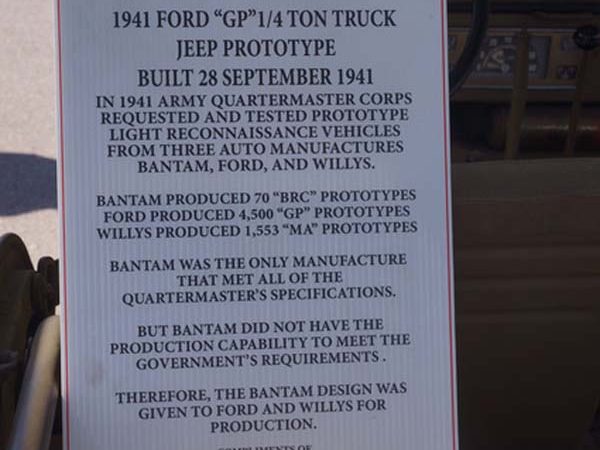 1941 FORD “GP”1/4 TON TRUCK
JEEP PROTOTYPE
BUILT 28 SEPTEMBER 1941
IN 1941 ARMY QUARTERMASTER CORPS
REQUESTED AND TESTED PROTOTYPE
LIGHT RECONNAISSANCE VEHICLES
FROM THREE AUTO MANUFACTURES
BANTAM, FORD, AND WILLYS.
BANTAM PRODUCED 70 “BRC” PROTOTYPES
FORD PRODUCED 4,500 “GP” PROTOTYPES
WILLYS PRODUCED 1,553 “MA” PROTOTYPES
BANTAM WAS THE ONLY MANUFACTURE
THAT MET ALL OF THE
QUARTERMASTER’S SPECIFICATIONS.
BUT BANTAM DID NOT HAVE THE
PRODUCTION CAPABILITY TO MEET THE
GOVERNMENT’S REQUIREMENTS .
THEREFORE, THE BANTAM DESIGN WAS
GIVEN TO FORD AND WILLYS FOR
PRODUCTION.
COMPLIMENTS OF